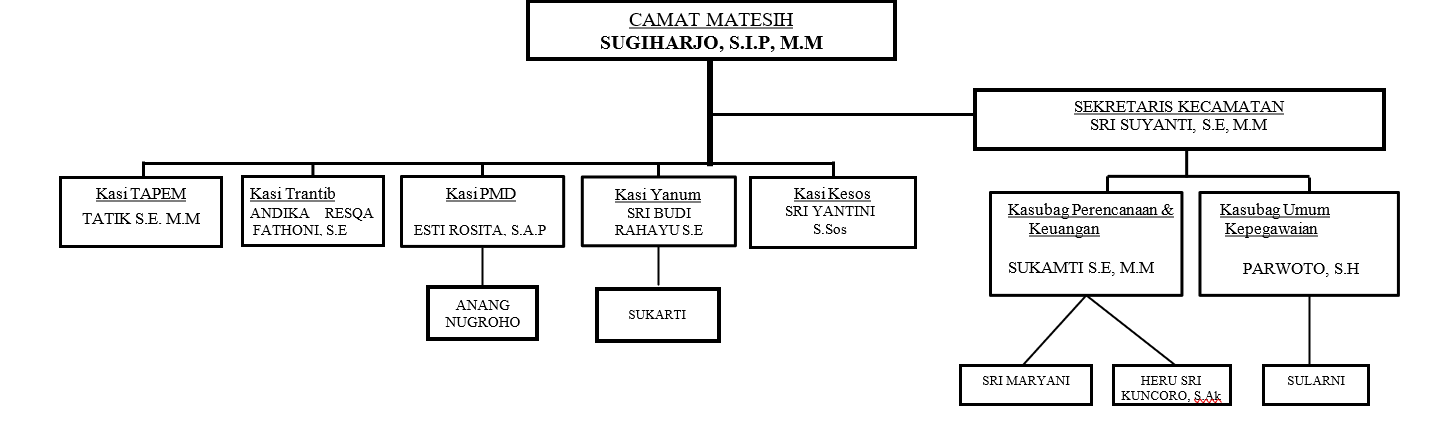 CAMAT MATESIH
SUGIHARJO, S.I.P, M.M
SEKRETARIS KECAMATAN
SRI SUYANTI, S.E, M.M
Kasi TAPEM
TATIK S.E. M.M
Kasi Trantib
ANDIKA RESQA
FATHONI, S.E
Kasi PMD
ESTI ROSITA, S.A.P
Kasi Yanum
SRI BUDI
RAHAYU S.E
Kasi Kesos
SRI YANTINI
S.Sos
Kasubag Perencanaan &
Keuangan
SUKAMTI S.E, M.M
Kasubag Umum
Kepegawaian
PARWOTO, S.H
ANANG
NUGROHO
SUKARTI
SRI MARYANI
HERU SRI
KUNCORO, S.Ak
SULARNI